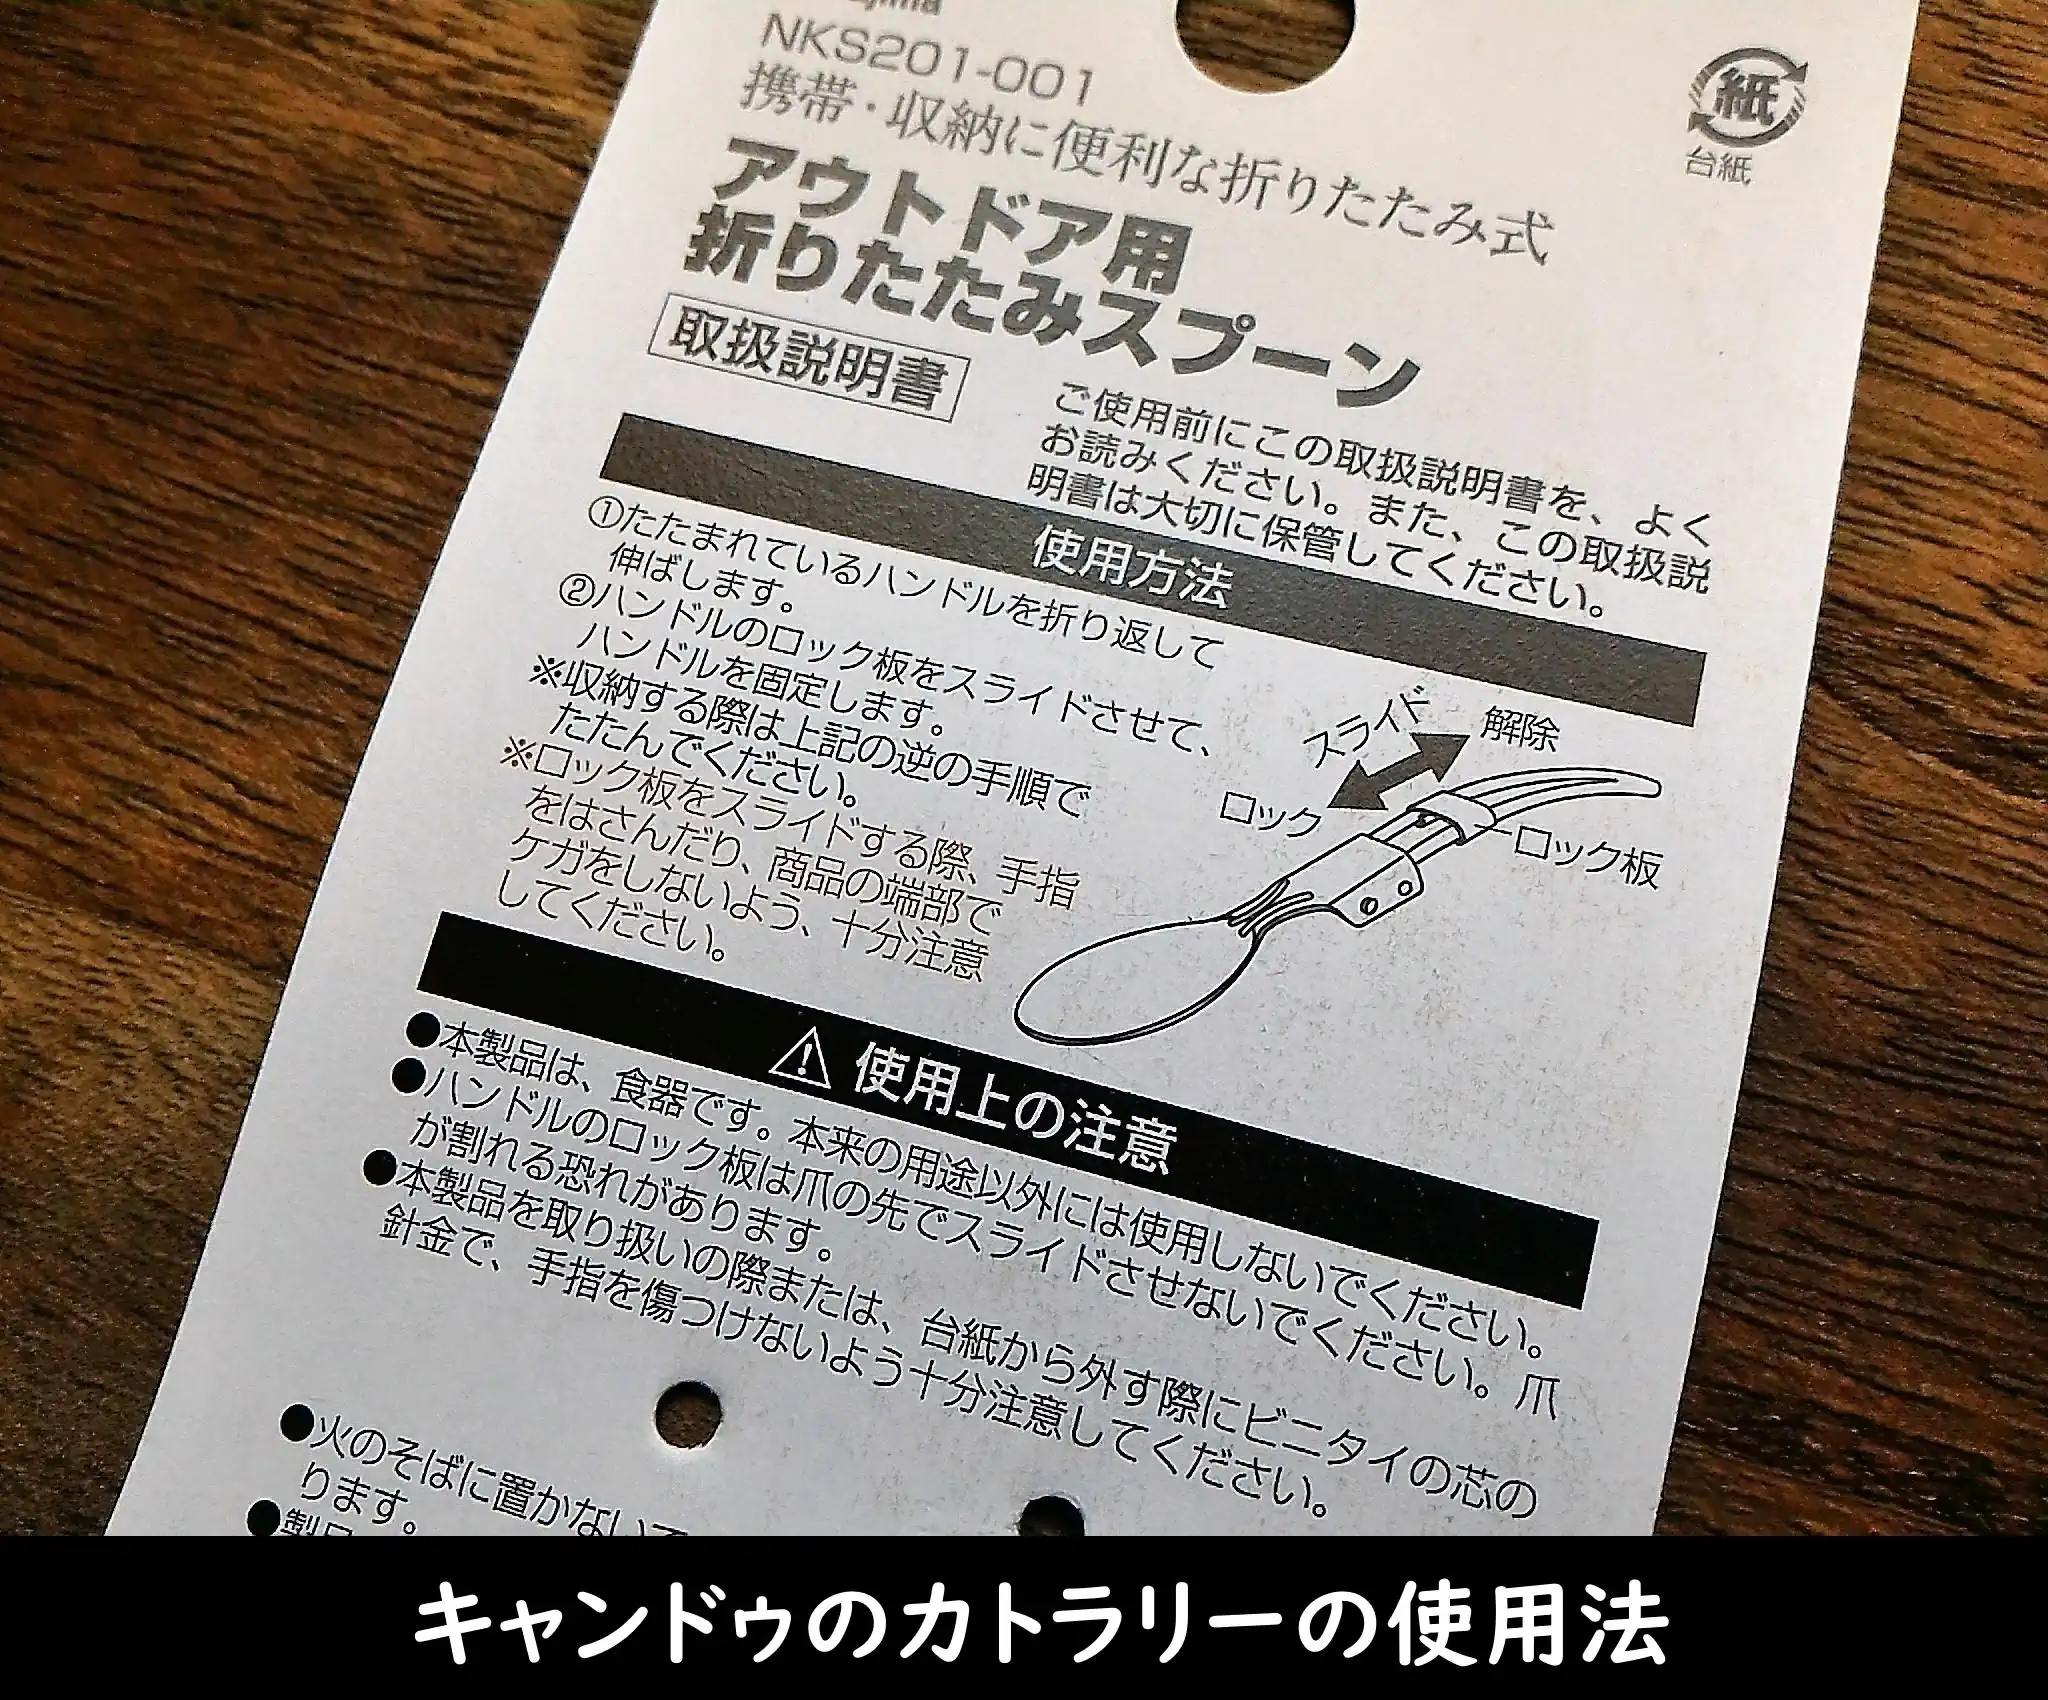 NKS201-001
携帯・収納に便利な折りたたみ式
アウトドア用
折りたたみスプーン
紙
台紙
取扱説明書
ご使用前にこの取扱説明書を、よく
お読みください。また、この取扱説
明書は大切に保管してください。
使用方法
①たたまれているハンドルを折り返して
伸ばします。
②ハンドルのロック板をスライドさせて、
ハンドルを固定します。
※収納する際は上記の逆の手順で
たたんでください。
※ロック板をスライドする際、手指
をはさんだり、商品の端部で
ケガをしないよう、十分注意
してください。
スライド
解除
ロック
ロック板
使用上の注意
●本製品は、食器です。本来の用途以外には使用しないでください。
●ハンドルのロック板は爪の先でスライドさせないでください。爪
が割れる恐れがあります。
●本製品を取り扱いの際または、台紙から外す際にビニタイの芯の
針金で、手指を傷つけないよう十分注意してください。
●火のそばに置かないで
ります。
●製品
キャンドゥのカトラリーの使用法